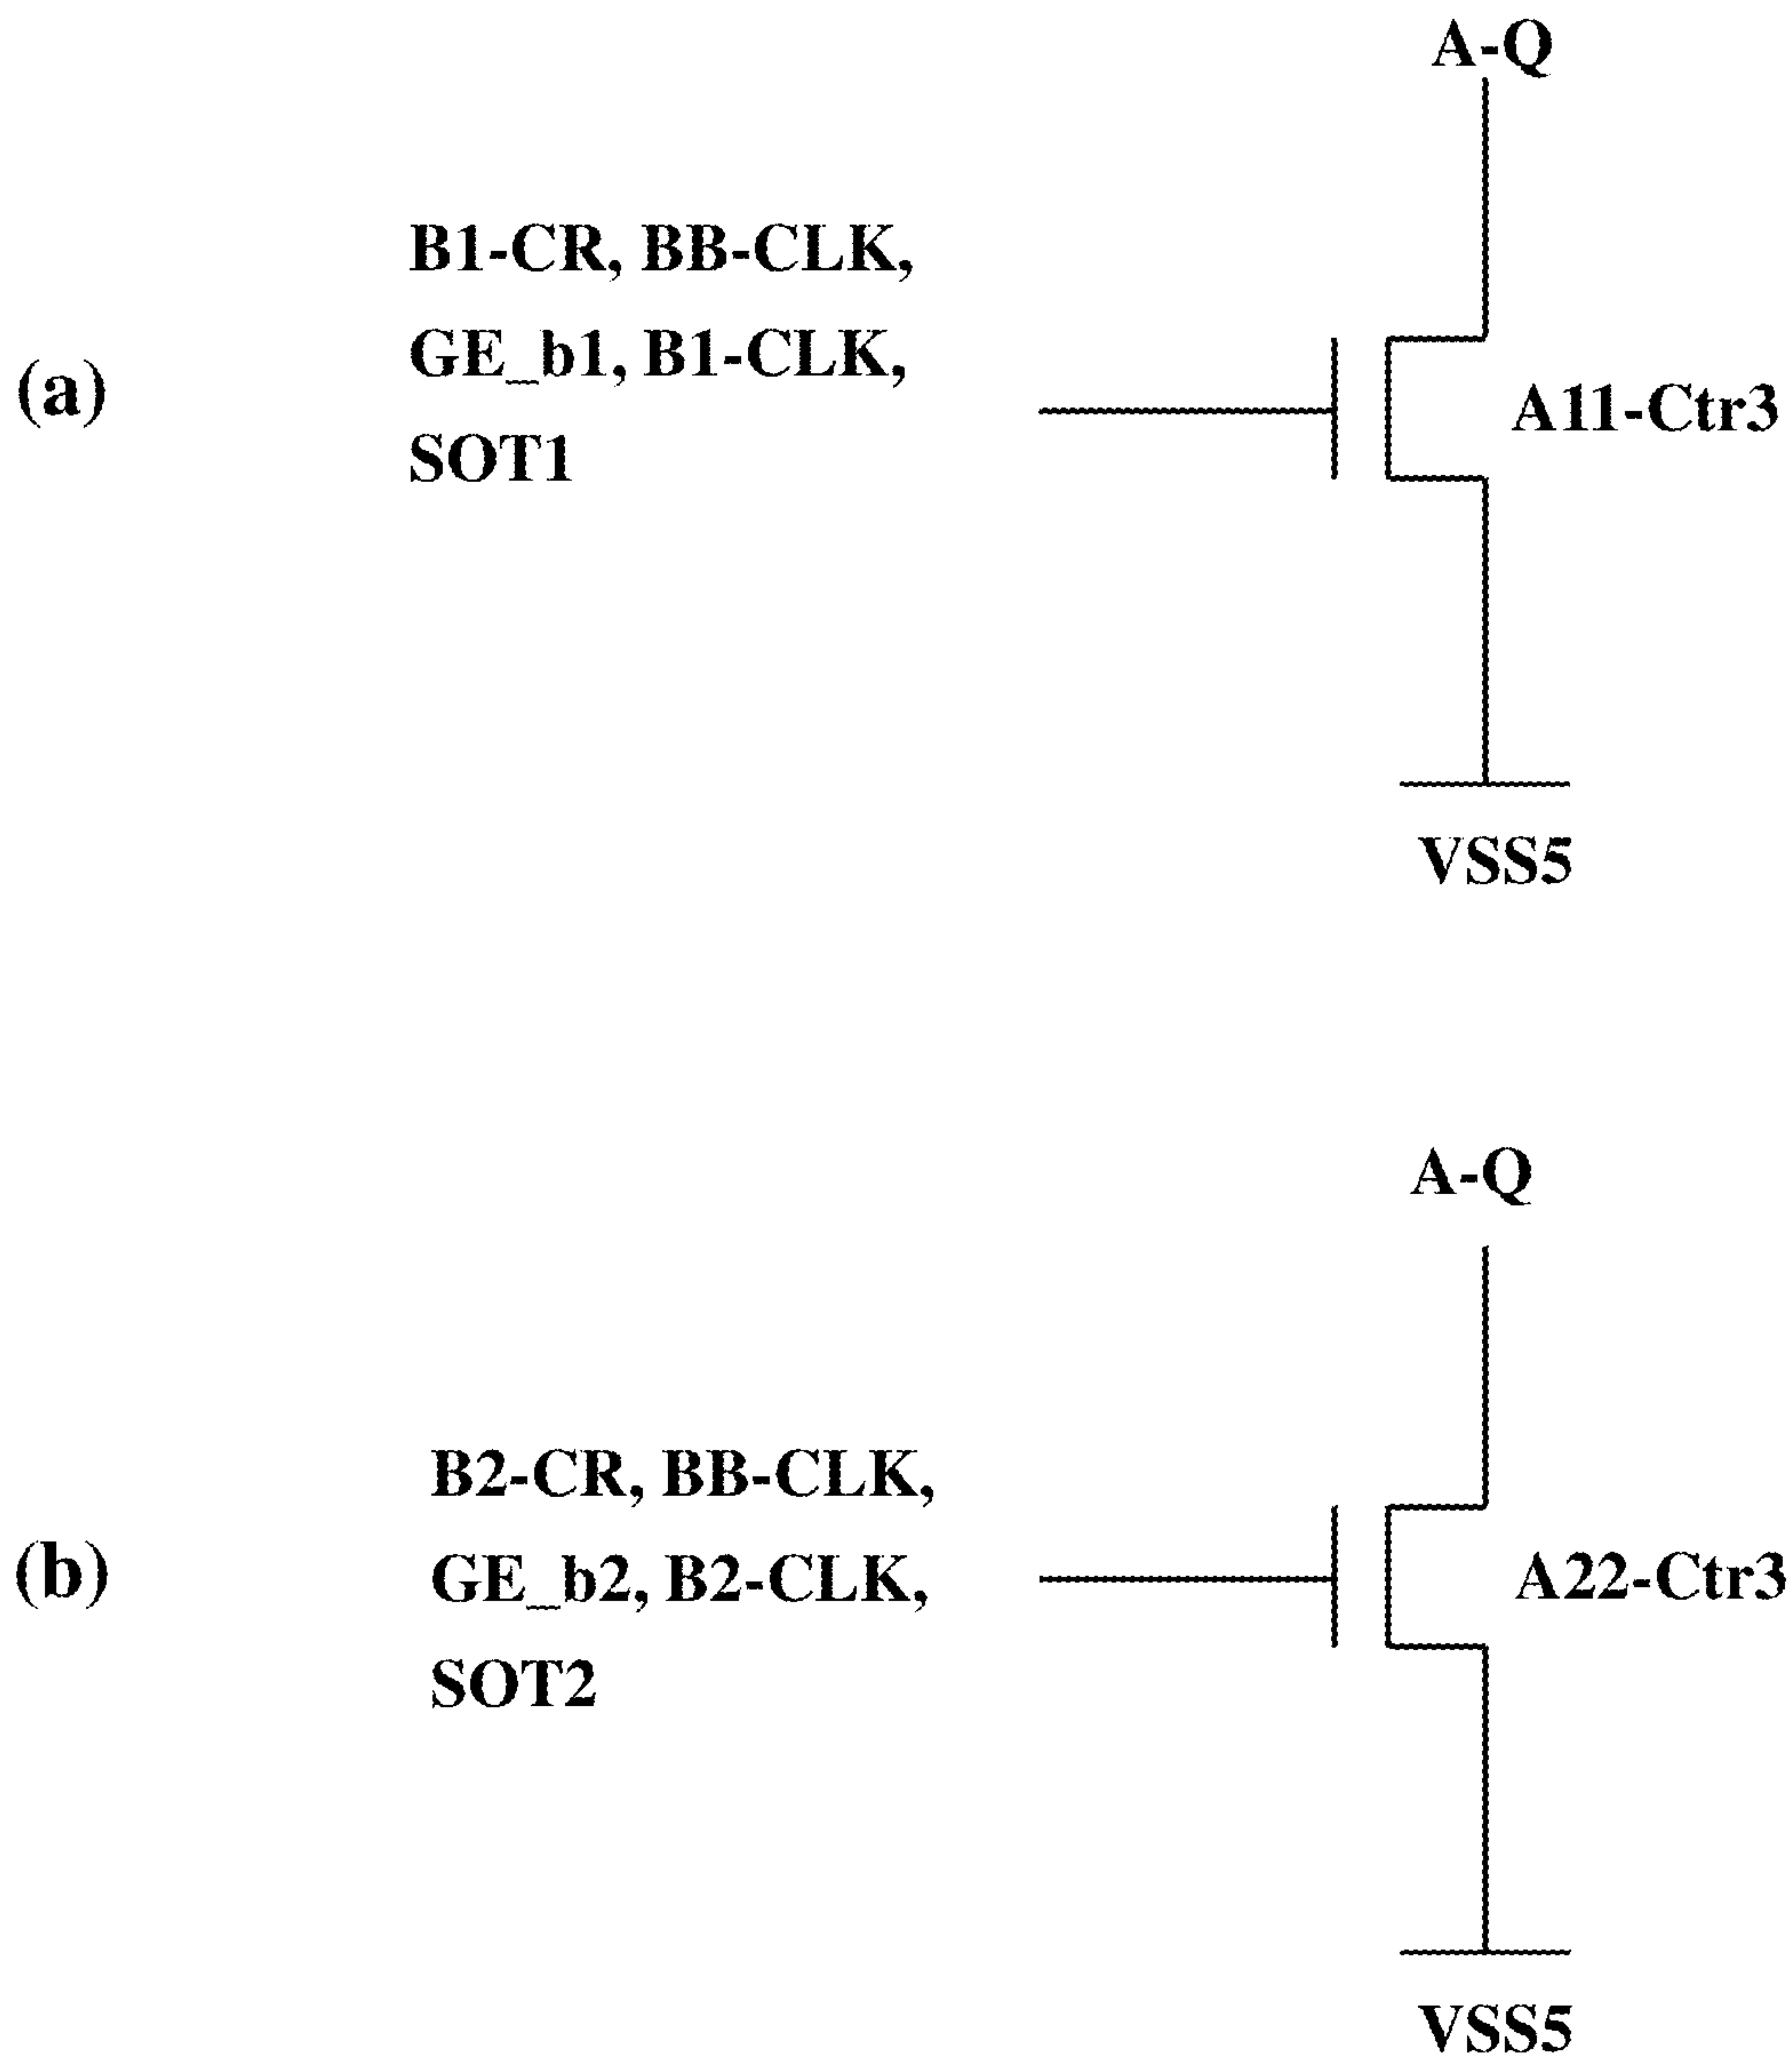 A-Q
B1-CR, BB-CLK,
GE_b1, B1-CLK,
SOT1
(a)
A11-Ctr3
VSS5
A-Q
B2-CR, BB-CLK,
GE_b2, B2-CLK,
SOT2
(b)
A22-Ctr3
VSS5